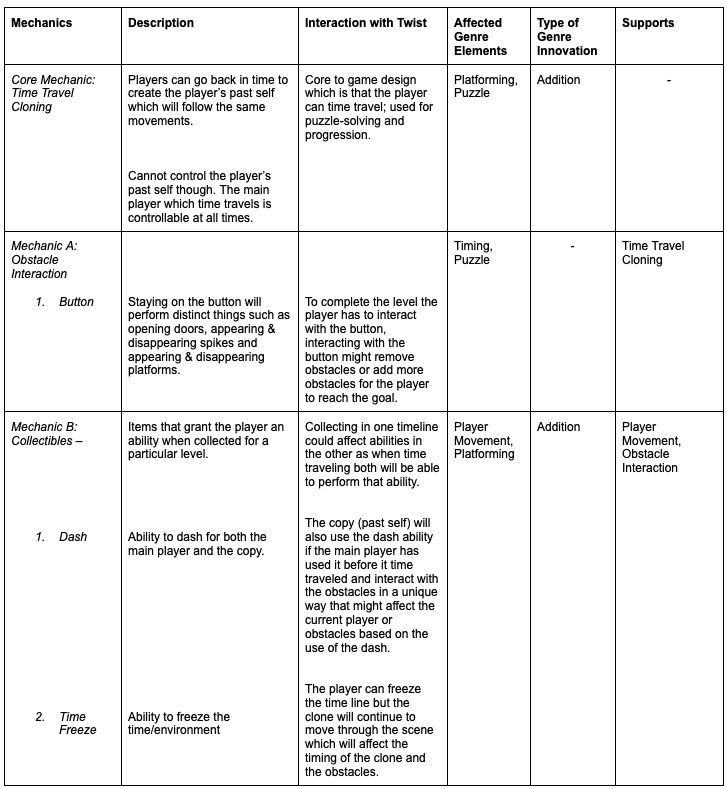 Mechanics
Description
Interaction with Twist
Affected
Genre
Elements
Type of
Genre
Innovation
Supports
Core Mechanic:
Time Travel
Cloning
Players can go back in time to
create the player's past self
which will follow the same
movements.
Cannot control the player's
past self though. The main
player which time travels is
controllable at all times.
Core to game design
which is that the player
can time travel; used for
puzzle-solving and
progression.
Platforming,
Puzzle
Addition
-
Mechanic A:
Obstacle
Interaction
Timing,
Puzzle
-
Time Travel
Cloning
1. Button
Staying on the button will
perform distinct things such as
opening doors, appearing &
disappearing spikes and
appearing & disappearing
platforms.
To complete the level the
player has to interact
with the button,
interacting with the
button might remove
obstacles or add more
obstacles for the player
to reach the goal.
Mechanic B:
Collectibles –
Items that grant the player an
ability when collected for a
particular level.
Collecting in one timeline
could affect abilities in
the other as when time
traveling both will be able
to perform that ability.
Player
Movement,
Platforming
Addition
Player
Movement,
Obstacle
Interaction
1. Dash
Ability to dash for both the
main player and the copy.
The copy (past self) will
also use the dash ability
if the main player has
used it before it time
traveled and interact with
the obstacles in a unique
way that might affect the
current player or
obstacles based on the
use of the dash.
2. Time
Freeze
Ability to freeze the
time/environment
The player can freeze
the time line but the
clone will continue to
move through the scene
which will affect the
timing of the clone and
the obstacles.